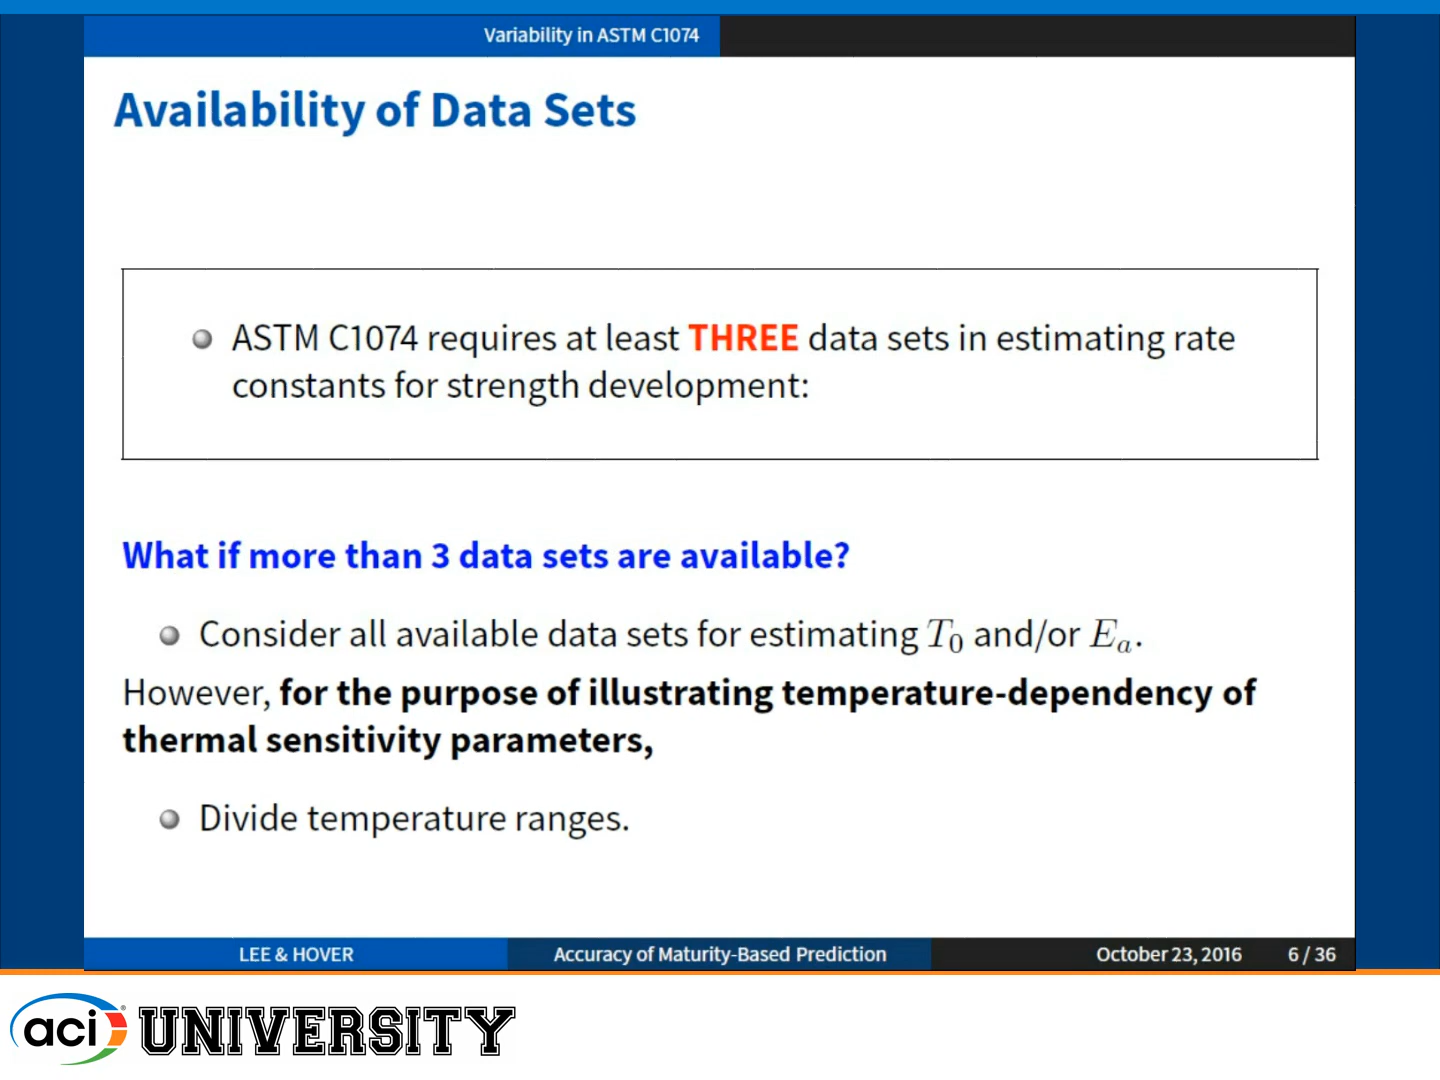 Variability in ASTM C1074
Availability of Data Sets
ASTM C1074 requires at least THREE data sets in estimating rate
constants for strength development:
What if more than 3 data sets are available?
Consider all available data sets for estimating T₀ and/or Eₐ.
However, for the purpose of illustrating temperature-dependency of
thermal sensitivity parameters,
Divide temperature ranges.
LEE & HOVER Accuracy of Maturity-Based Prediction October 23, 2016 6 / 36
aci UNIVERSITY